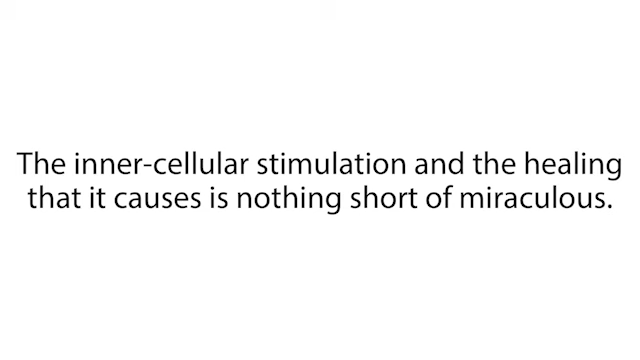 The inner-cellular stimulation and the healing
that it causes is nothing short of miraculous.